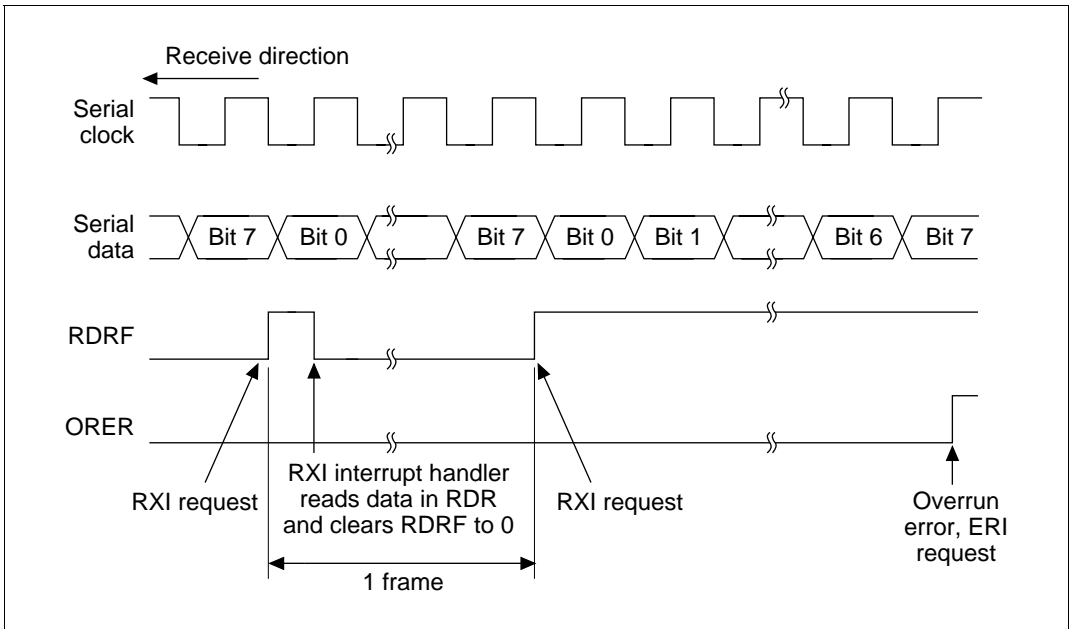 Receive direction
Serial
clock
Serial
data
Bit 7
Bit 0
Bit 7
Bit 0
Bit 1
Bit 6
Bit 7
RDRF
ORER
RXI request
RXI interrupt handler
reads data in RDR
and clears RDRF to 0
RXI request
Overrun
error, ERI
request
1 frame